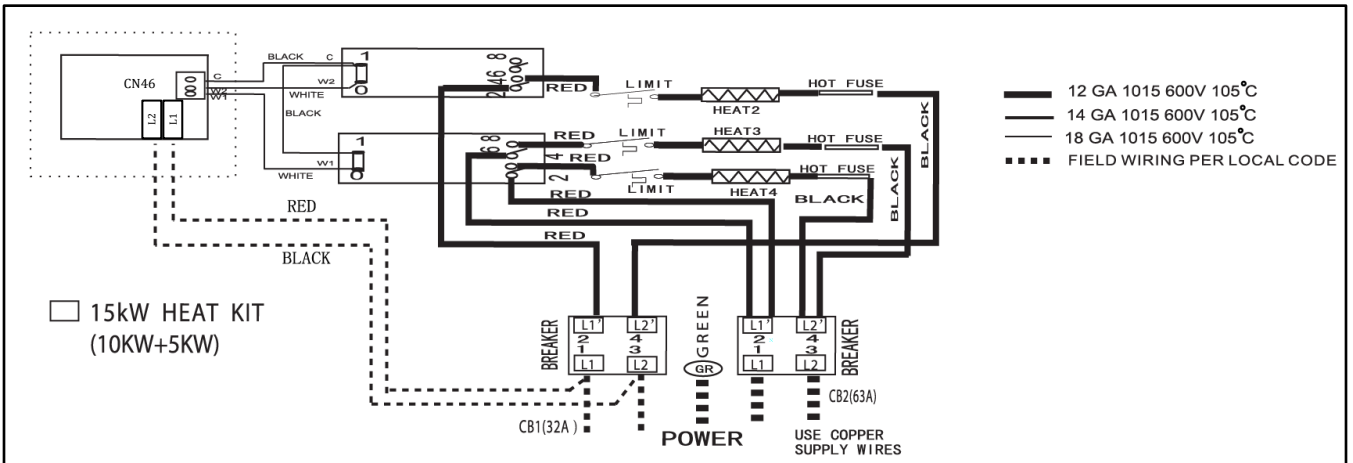 CN46
C
W2
W1
L2
L1
BLACK
C
W2
WHITE
BLACK
W1
WHITE
1
0
2 4 6 8
1
0
8
6
4
2
RED
LIMIT
HEAT2
HOT FUSE
RED
LIMIT
HEAT3
HOT FUSE
RED
LIMIT
HEAT4
HOT FUSE
BLACK
BLACK
BLACK
RED
RED
RED
RED
BLACK
12 GA 1015 600V 105°C
14 GA 1015 600V 105°C
18 GA 1015 600V 105°C
FIELD WIRING PER LOCAL CODE
15kW HEAT KIT
(10KW+5KW)
BREAKER
L1' L2'
2 4
1 3
L1 L2
CB1(32A )
GREEN
GR
POWER
L1' L2'
2 4
1 3
L1 L2
BREAKER
CB2(63A)
USE COPPER
SUPPLY WIRES